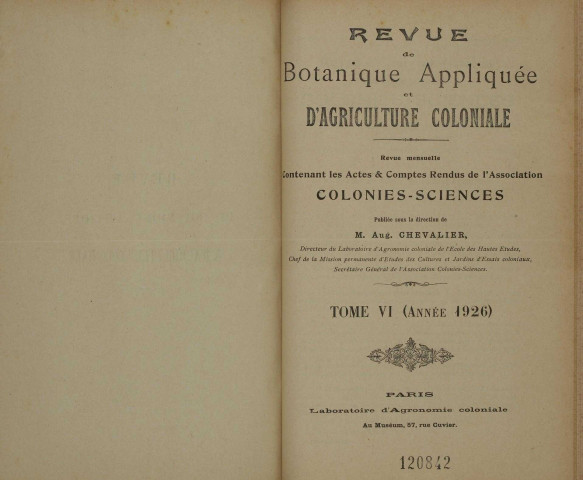 REVUE
de
Botanique Appliquée
et
D'AGRICULTURE COLONIALE
Revue mensuelle
Contenant les Actes & Comptes Rendus de l'Association
COLONIES-SCIENCES
Publiée sous la direction de
M. Aug. CHEVALIER,
Directeur du Laboratoire d'Agronomie coloniale de l'Ecole des Hautes Etudes,
Chef de la Mission permanente d'Etudes des Cultures et Jardins d'Essais coloniaux,
Secrétaire Général de l'Association Colonies-Sciences.
TOME VI (ANNÉE 1926)
PARIS
Laboratoire d'Agronomie coloniale
Au Muséum, 57, rue Cuvier.
120842